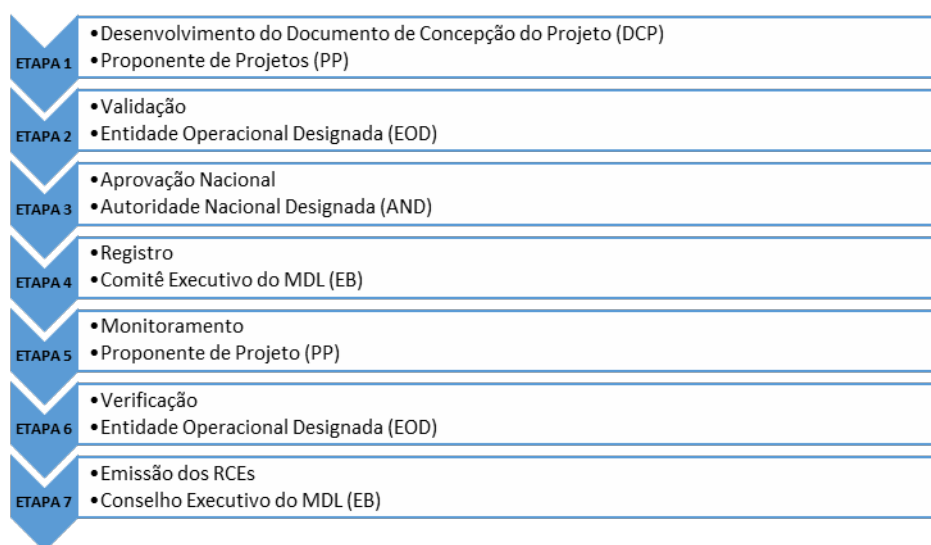 •Desenvolvimento do Documento de Concepção do Projeto (DCP)
ETAPA 1
•Proponente de Projetos (PP)
•Validação
ETAPA 2
•Entidade Operacional Designada (EOD)
•Aprovação Nacional
ETAPA 3
•Autoridade Nacional Designada (AND)
•Registro
ETAPA 4
•Comitê Executivo do MDL (EB)
•Monitoramento
ETAPA 5
•Proponente de Projeto (PP)
•Verificação
ETAPA 6
•Entidade Operacional Designada (EOD)
•Emissão dos RCEs
ETAPA 7
•Conselho Executivo do MDL (EB)